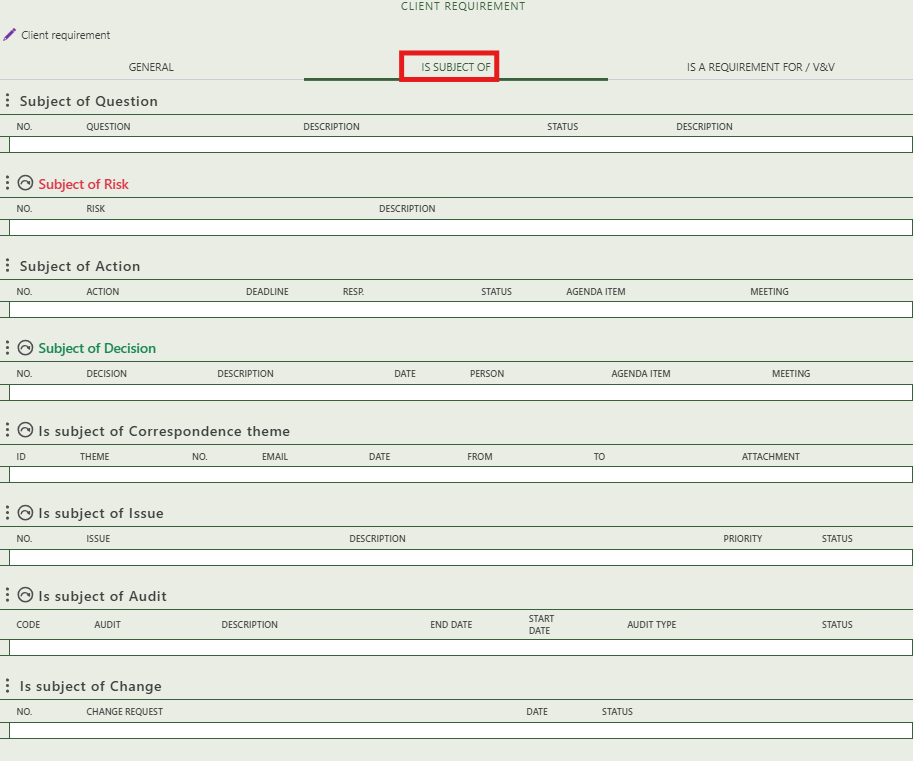 CLIENT REQUIREMENT
Client requirement
GENERAL IS SUBJECT OF IS A REQUIREMENT FOR / V&V
Subject of Question
NO. QUESTION DESCRIPTION STATUS DESCRIPTION
Subject of Risk
NO. RISK DESCRIPTION
Subject of Action
NO. ACTION DEADLINE RESP. STATUS AGENDA ITEM MEETING
Subject of Decision
NO. DECISION DESCRIPTION DATE PERSON AGENDA ITEM MEETING
Is subject of Correspondence theme
ID THEME NO. EMAIL DATE FROM TO ATTACHMENT
Is subject of Issue
NO. ISSUE DESCRIPTION PRIORITY STATUS
Is subject of Audit
CODE AUDIT DESCRIPTION END DATE START DATE AUDIT TYPE STATUS
Is subject of Change
NO. CHANGE REQUEST DATE STATUS